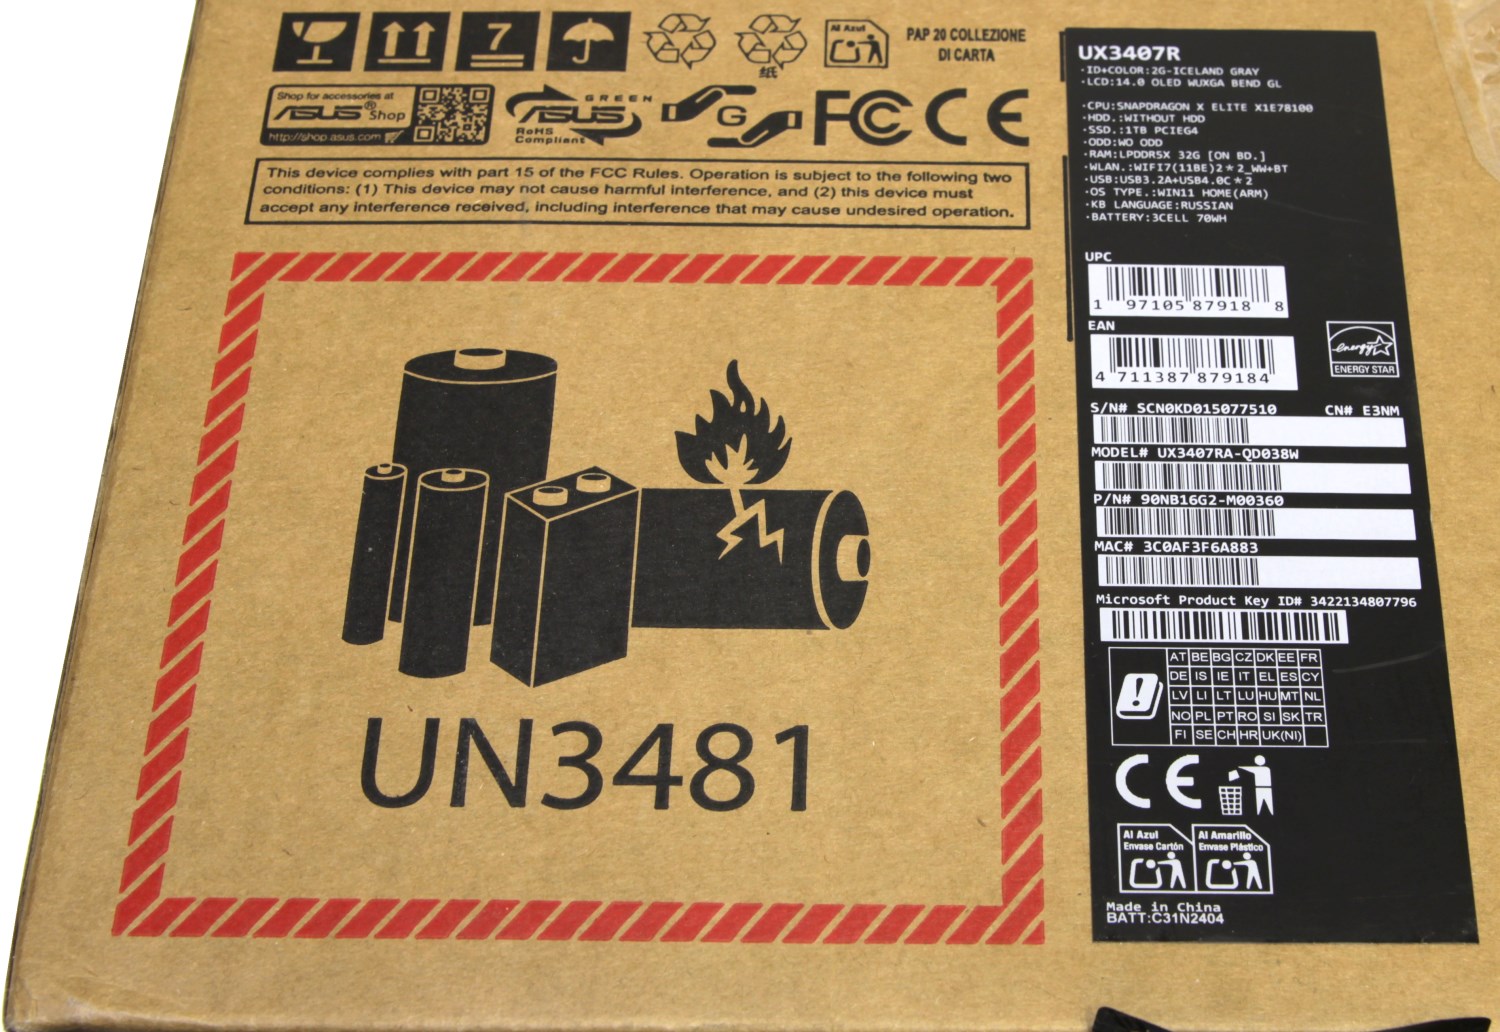 7
纸
Al Azul
PAP 20 COLLEZIONE
DI CARTA
Shop for accessories at
ASUS® Shop
http://shop.asus.com
GREEN
ASUS
RoHS
Compliant
G
FC CE
This device complies with part 15 of the FCC Rules. Operation is subject to the following two
conditions: (1) This device may not cause harmful interference, and (2) this device must
accept any interference received, including interference that may cause undesired operation.
UN3481
UX3407R
·ID+COLOR:2G-ICELAND GRAY
·LCD:14.0 OLED WUXGA BEND GL
·CPU:SNAPDRAGON X ELITE X1E78100
·HDD.:WITHOUT HDD
·SSD.:1TB PCIEG4
·ODD:WO ODD
·RAM:LPDDR5X 32G [ON BD.]
·WLAN.:WIFI7(11BE)2*2_WW+BT
·USB:USB3.2A+USB4.0C*2
·OS TYPE.:WIN11 HOME(ARM)
·KB LANGUAGE:RUSSIAN
·BATTERY:3CELL 70WH
UPC
1 97105 87918 8
EAN
4 711387 879184
energy
ENERGY STAR
S/N# SCN0KD015077510 CN# E3NM
MODEL# UX3407RA-QD038W
P/N# 90NB16G2-M00360
MAC# 3C0AF3F6A883
Microsoft Product Key ID# 3422134807796
AT BE BG CZ DK EE FR
DE IS IE IT EL ES CY
LV LI LT LU HU MT NL
NO PL PT RO SI SK TR
FI SE CH HR UK(NI)
CE
Al Azul
Envase Cartón
Al Amarillo
Envase Plástico
Made in China
BATT:C31N2404